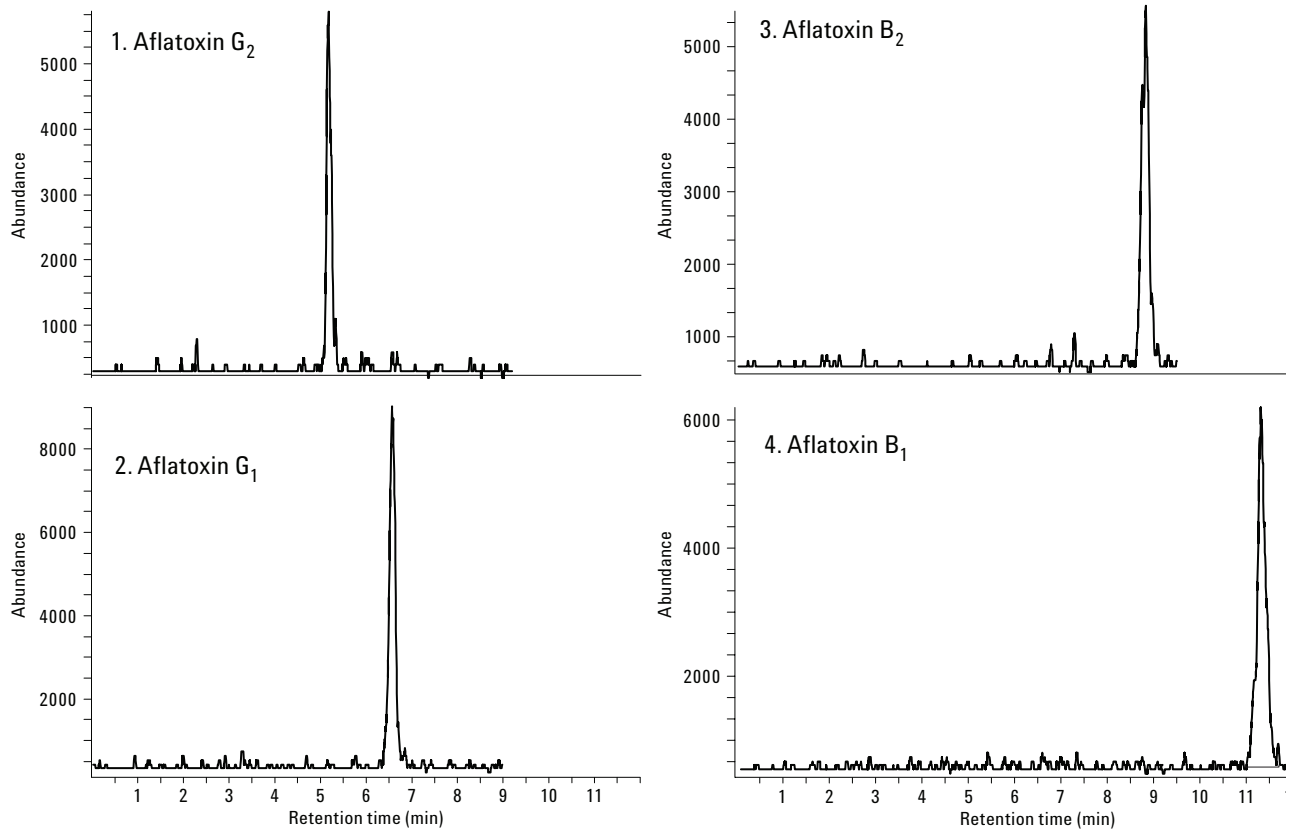 1. Aflatoxin G2
Abundance
5000
4000
3000
2000
1000
3. Aflatoxin B2
Abundance
5000
4000
3000
2000
1000
2. Aflatoxin G1
Abundance
8000
6000
4000
2000
1 2 3 4 5 6 7 8 9 10 11
Retention time (min)
4. Aflatoxin B1
Abundance
6000
4000
2000
1 2 3 4 5 6 7 8 9 11
Retention time (min)